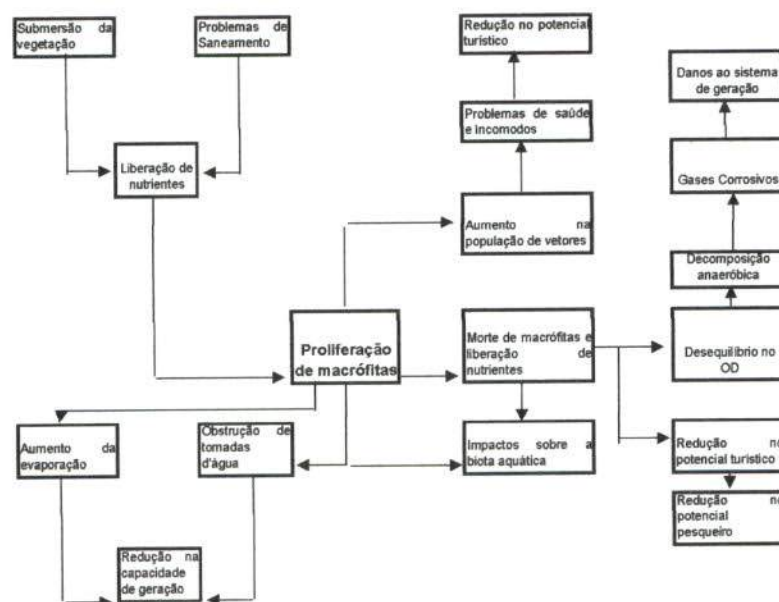 Submersão da
vegetação
Problemas de
Saneamento
Redução no potencial
turístico
Danos ao sistema
de geração
Problemas de saúde
e incomodos
Liberação de
nutrientes
Gases Corrosivos
Aumento na
população de vetores
Decomposição
anaeróbica
Proliferação
de macrófitas
Morte de macrófitas e
liberação de
nutrientes
Desequilíbrio no
OD
Aumento da
evaporação
Obstrução de
tomadas
d'água
Impactos sobre a
biota aquática
Redução no
potencial turístico
Redução no
potencial
pesqueiro
Redução na
capacidade
de geração